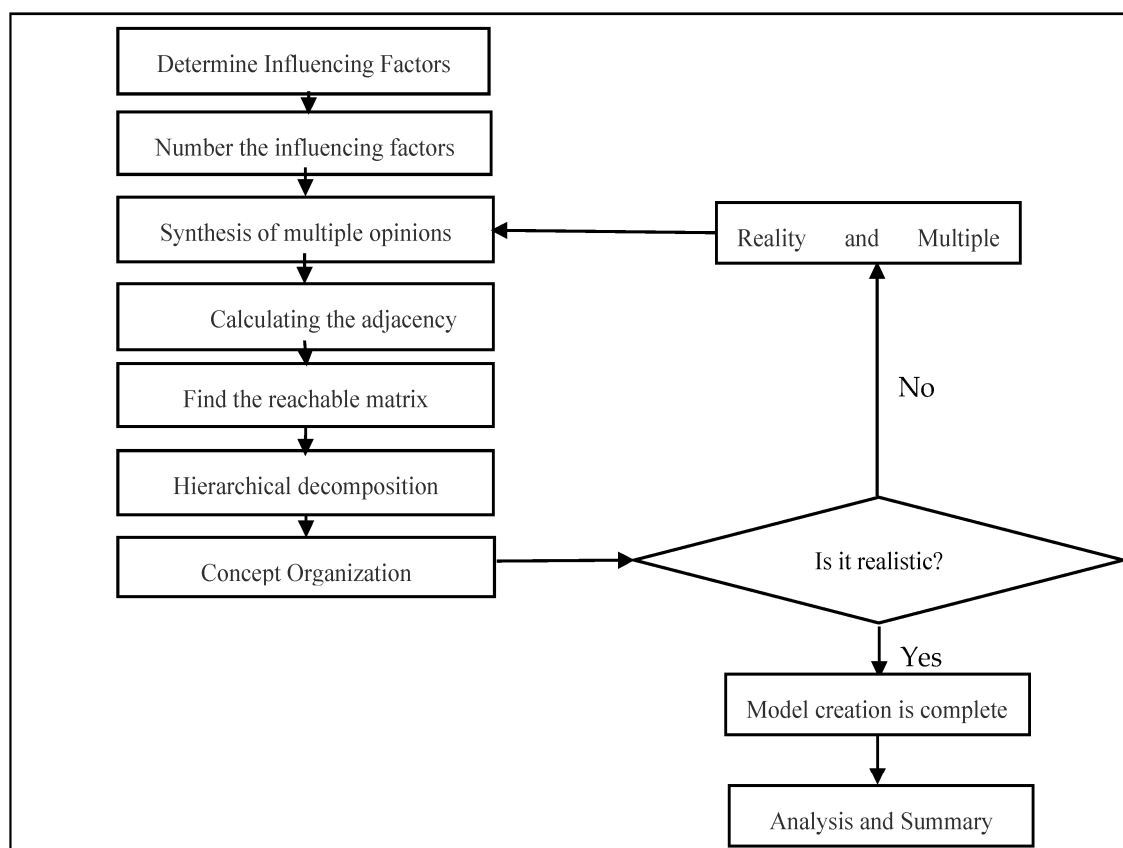 Determine Influencing Factors
Number the influencing factors
Synthesis of multiple opinions
Calculating the adjacency
Find the reachable matrix
Hierarchical decomposition
Concept Organization
Reality and Multiple
No
Is it realistic?
Yes
Model creation is complete
Analysis and Summary